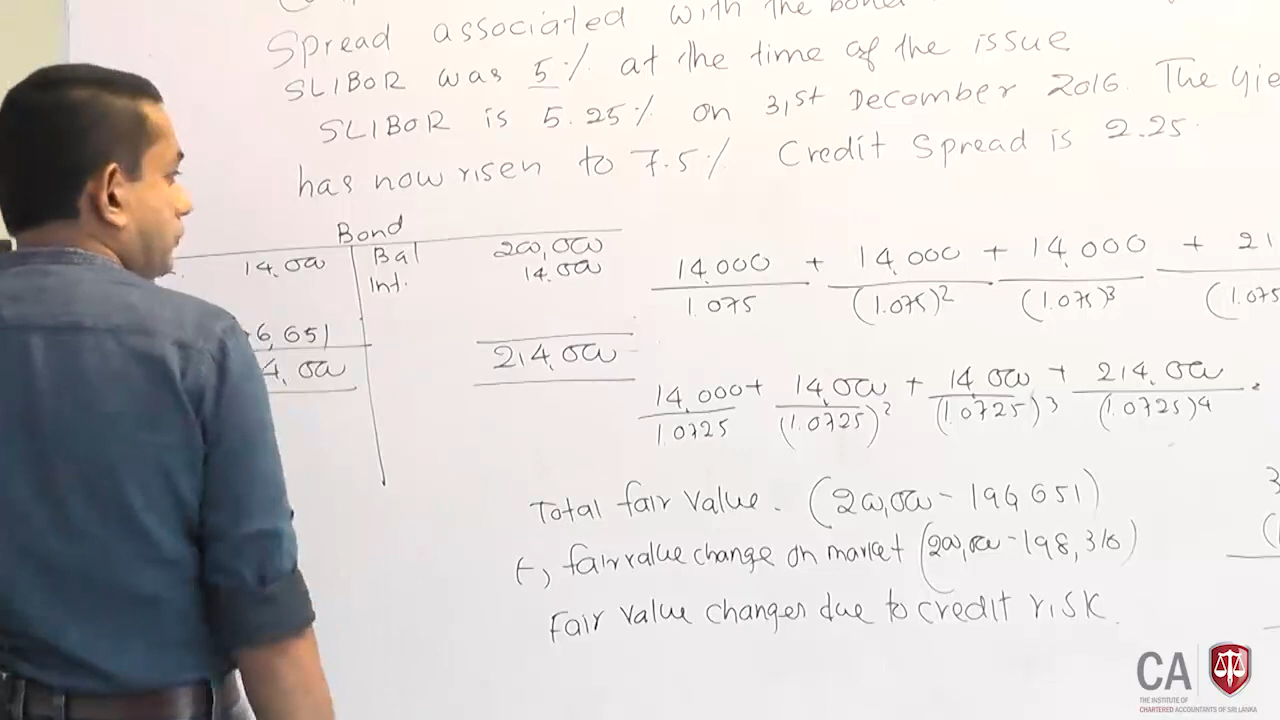 Spread associated with the bond
SLIBOR was 5% at the time of the issue
SLIBOR is 5.25% on 31st December 2016. The Yie
has now risen to 7.5% Credit Spread is 2.25.
Bond
14,000 Bal 200,000
Int. 14,000
6,651
4,000 214,000
14,000 / 1.075 + 14,000 / (1.075)2 + 14,000 / (1.075)3 + 21 / (1.075
14,000 / 1.0725 + 14,000 / (1.0725)2 + 14,000 / (1.0725)3 + 214,000 / (1.0725)4
Total fair value. (200,000 - 196,651)
(-) fair value change on market (200,000 - 198,316)
Fair value changes due to credit risk.
3
(
CA
THE INSTITUTE OF
CHARTERED ACCOUNTANTS OF SRI LANKA